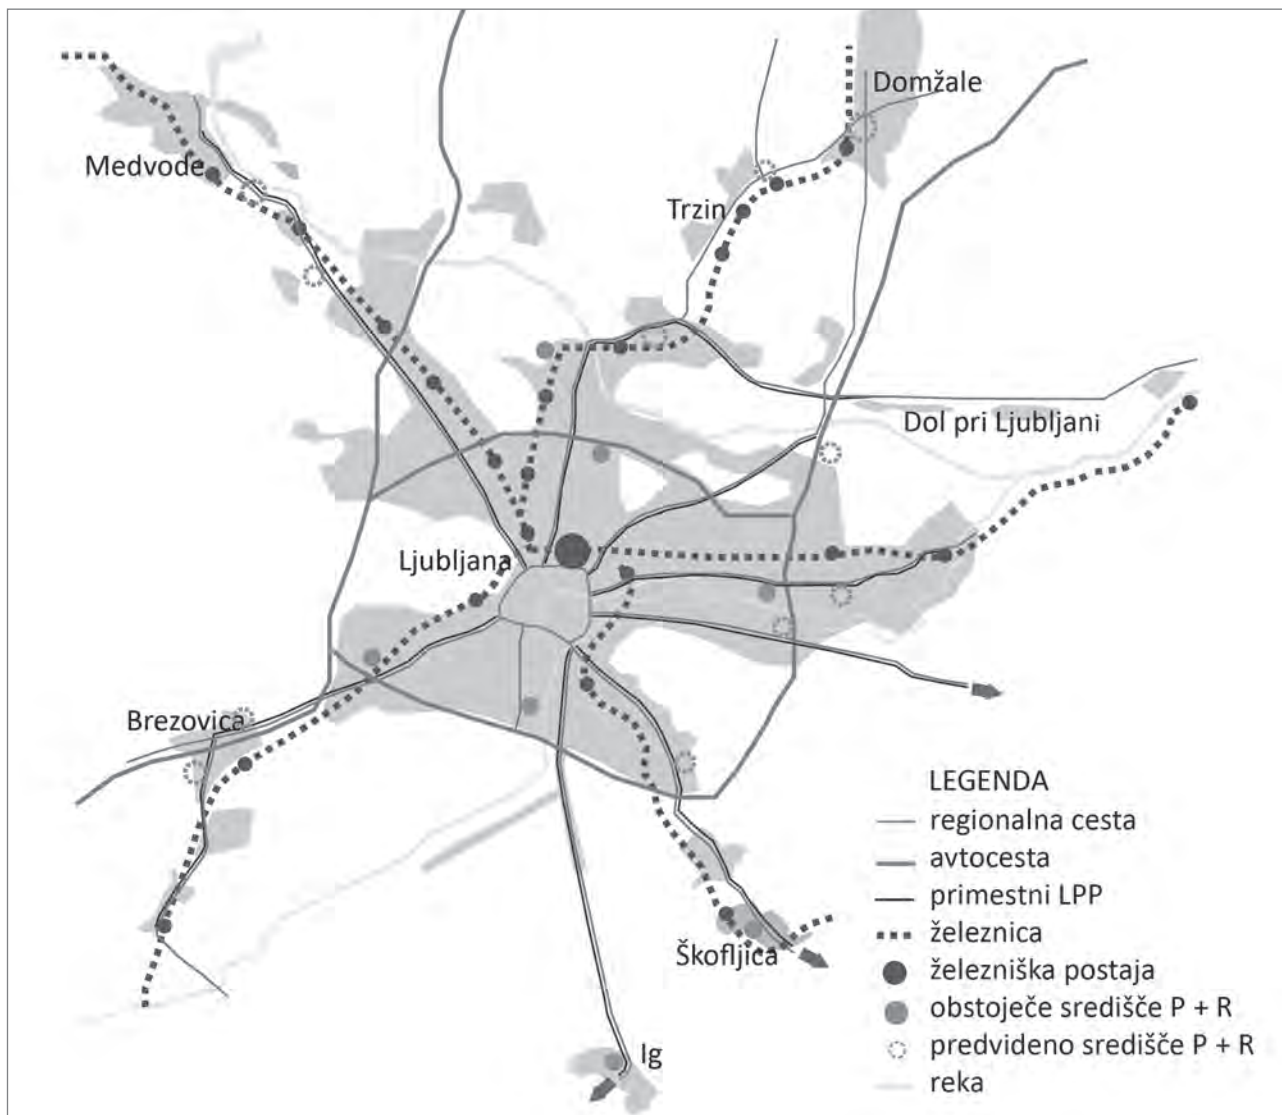 Domžale
Medvode
Trzin
Dol pri Ljubljani
Ljubljana
Brezovica
Škofljica
Ig
LEGENDA
regionalna cesta
avtocesta
primestni LPP
železnica
železniška postaja
obstoječe središče P + R
predvideno središče P + R
reka